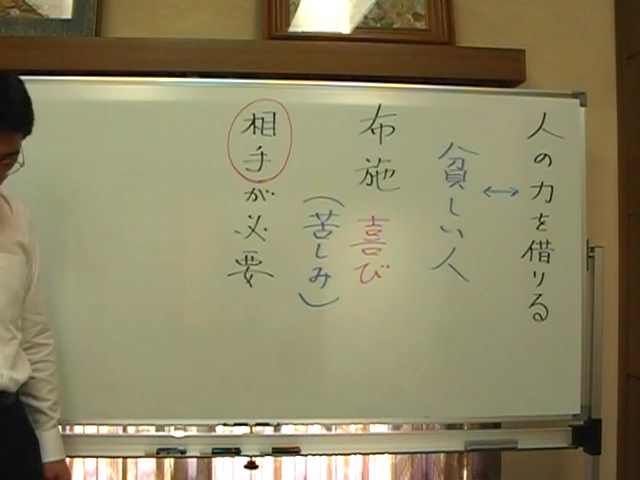 人の力を借りる
↔
貧しい人
布施 喜び
(苦しみ)
相手が必要